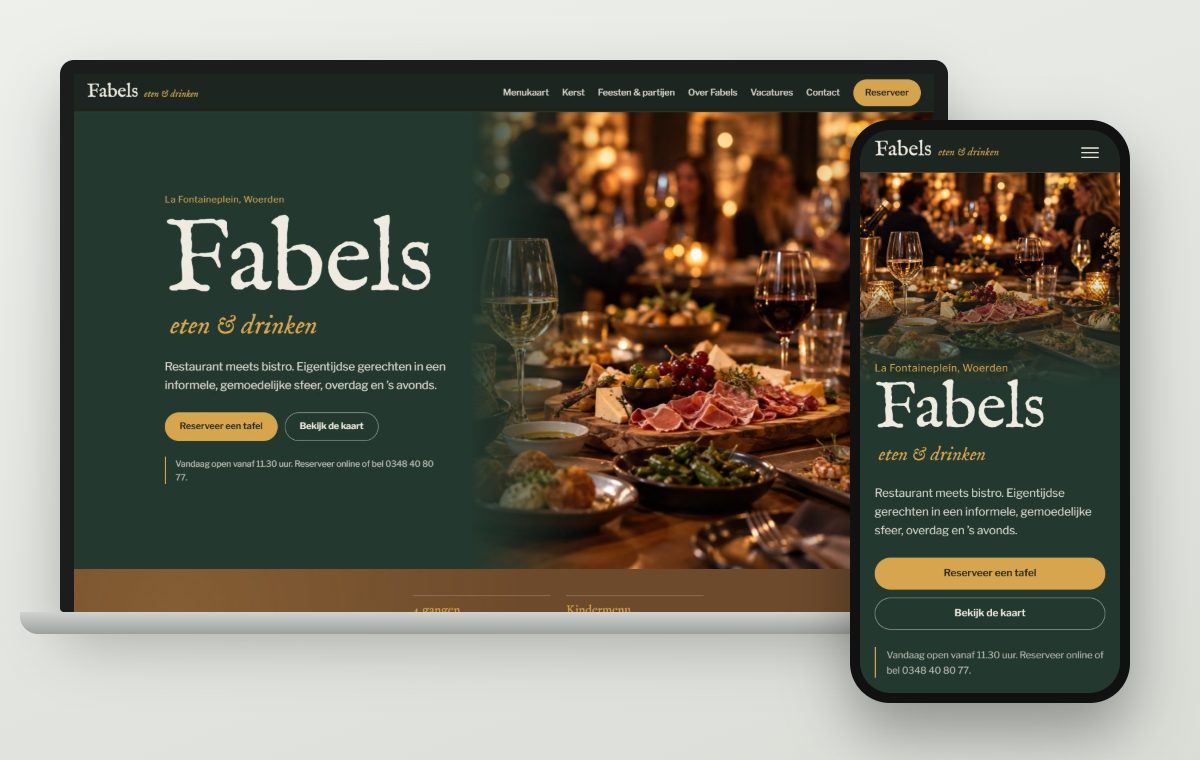 Fabels eten & drinken
Menukaart Kerst Feesten & partijen Over Fabels Vacatures Contact Reserveer
La Fontaineplein, Woerden
Fabels
eten & drinken
Restaurant meets bistro. Eigentijdse gerechten in een
informele, gemoedelijke sfeer, overdag en 's avonds.
Reserveer een tafel Bekijk de kaart
Vandaag open vanaf 11.30 uur. Reserveer online of bel 0348 40 80
77.
gangen Kindermenu
Fabels eten & drinken
La Fontaineplein, Woerden
Fabels
eten & drinken
Restaurant meets bistro. Eigentijdse
gerechten in een informele, gemoedelijke
sfeer, overdag en 's avonds.
Reserveer een tafel
Bekijk de kaart
Vandaag open vanaf 11.30 uur. Reserveer online of
bel 0348 40 80 77.